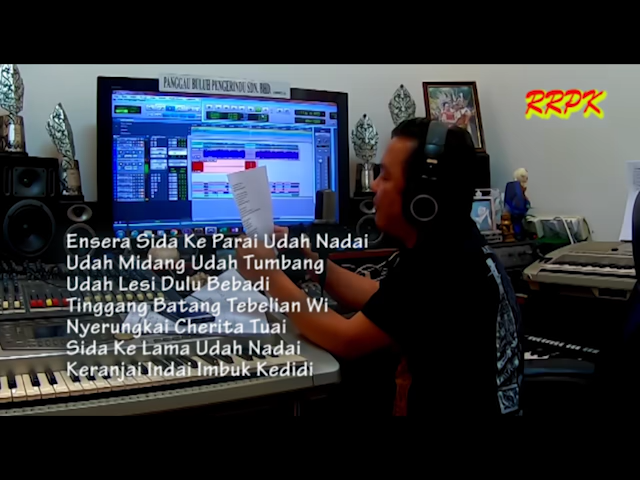 PANGGAU BULUH PENGERINDU SDN. BHD.
RRPK
Ensera Sida Ke Parai Udah Nadai
Udah Midang Udah Tumbang
Udah Lesi Dulu Bebadi
Tinggang Batang Tebelian Wi
Nyerungkai Cherita Tuai
Sida Ke Lama Udah Nadai
Keranjai Indai Imbuk Kedidi